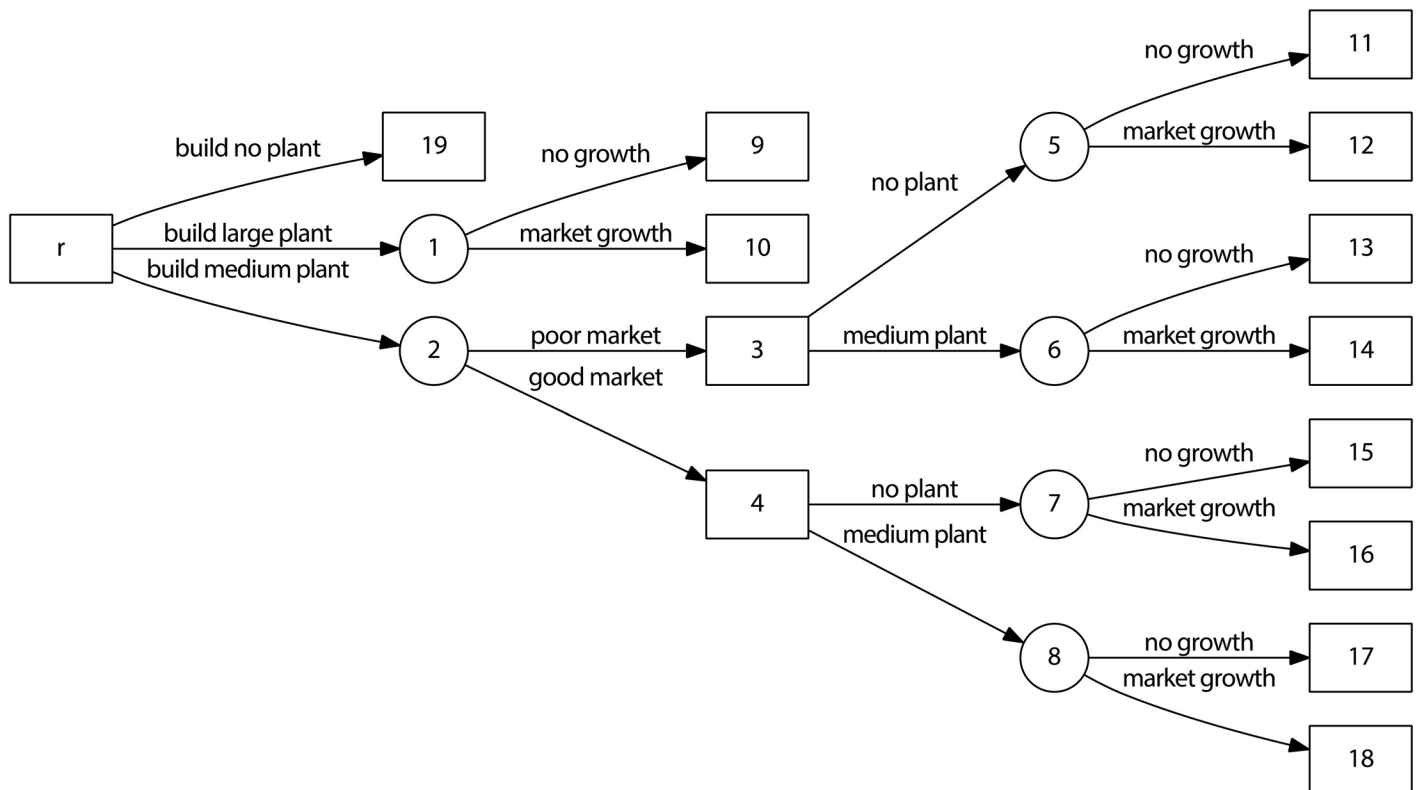 no growth
11
build no plant
19
no growth
9
5
market growth
12
no plant
r
build large plant
1
market growth
10
no growth
13
build medium plant
2
poor market
3
medium plant
6
market growth
14
good market
no growth
15
4
no plant
7
market growth
medium plant
16
8
no growth
17
market growth
18